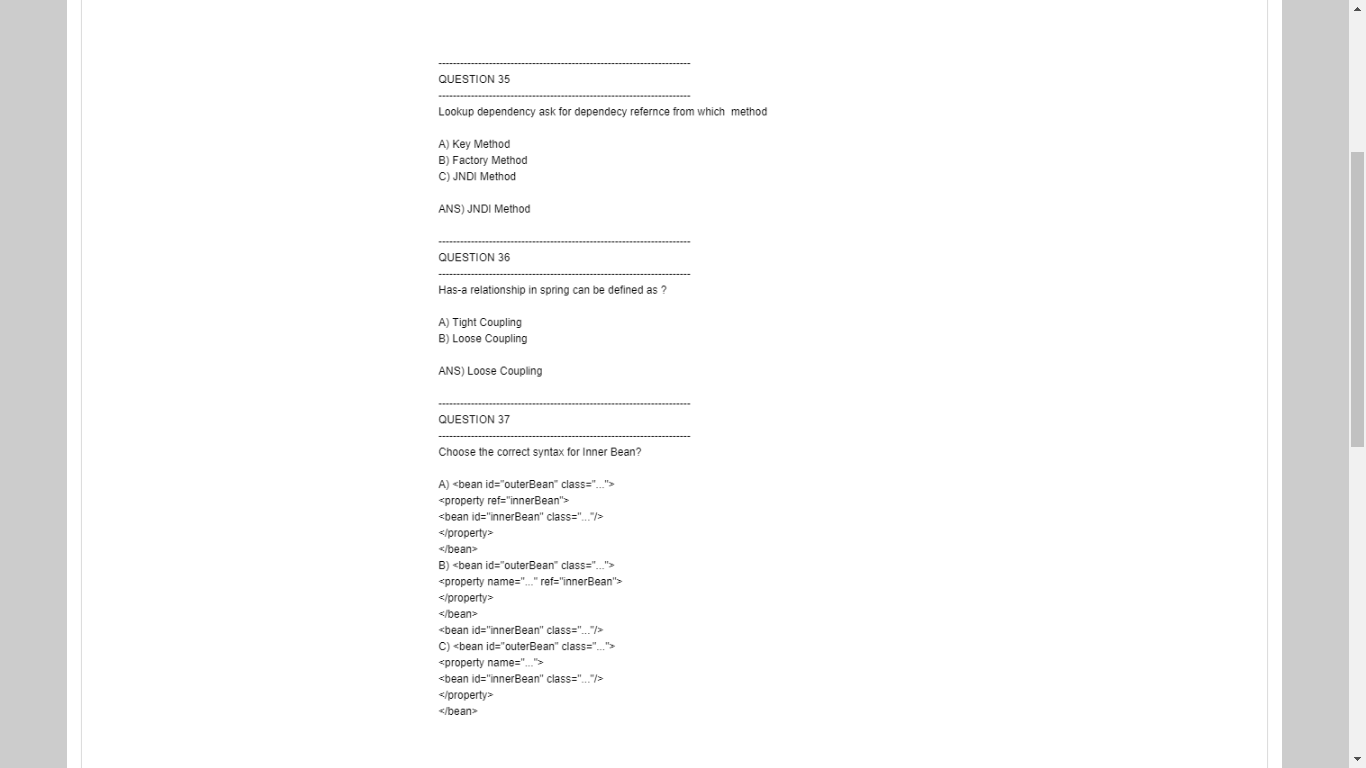 ----------------------------------------------------------------------
QUESTION 35
----------------------------------------------------------------------
Lookup dependency ask for dependecy refernce from which  method
A) Key Method
B) Factory Method
C) JNDI Method
ANS) JNDI Method
----------------------------------------------------------------------
QUESTION 36
----------------------------------------------------------------------
Has-a relationship in spring can be defined as ?
A) Tight Coupling
B) Loose Coupling
ANS) Loose Coupling
----------------------------------------------------------------------
QUESTION 37
----------------------------------------------------------------------
Choose the correct syntax for Inner Bean?
A) <bean id="outerBean" class="...">
<property ref="innerBean">
<bean id="innerBean" class="..."/>
</property>
</bean>
B) <bean id="outerBean" class="...">
<property name="..." ref="innerBean">
</property>
</bean>
<bean id="innerBean" class="..."/>
C) <bean id="outerBean" class="...">
<property name="...">
<bean id="innerBean" class="..."/>
</property>
</bean>